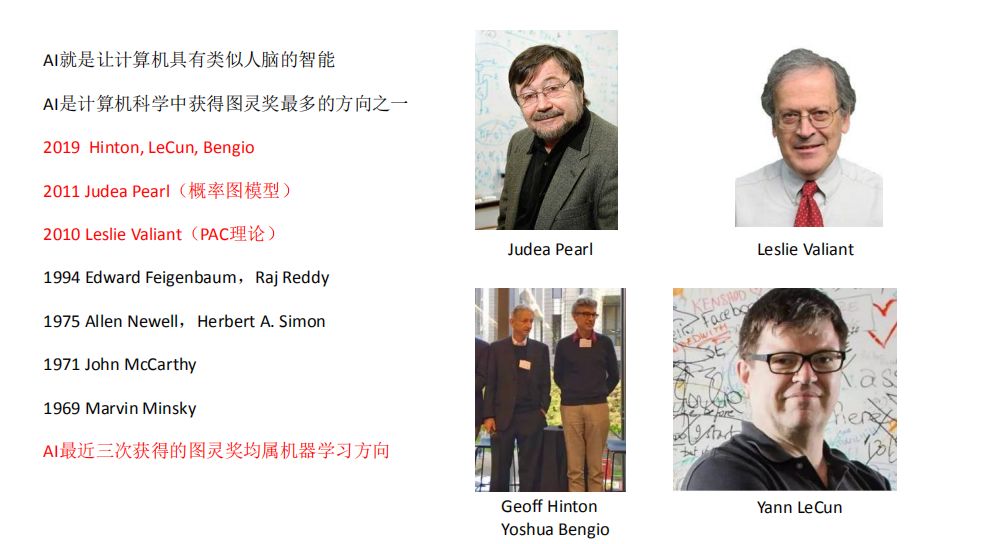 AI就是让计算机具有类似人脑的智能
AI是计算机科学中获得图灵奖最多的方向之一
2019  Hinton, LeCun, Bengio
2011 Judea Pearl（概率图模型）
2010 Leslie Valiant（PAC理论）
1994 Edward Feigenbaum，Raj Reddy
1975 Allen Newell，Herbert A. Simon
1971 John McCarthy
1969 Marvin Minsky
AI最近三次获得的图灵奖均属机器学习方向
Judea Pearl
Leslie Valiant
KENSHO
Facebo
Geoff Hinton
Yoshua Bengio
Yann LeCun